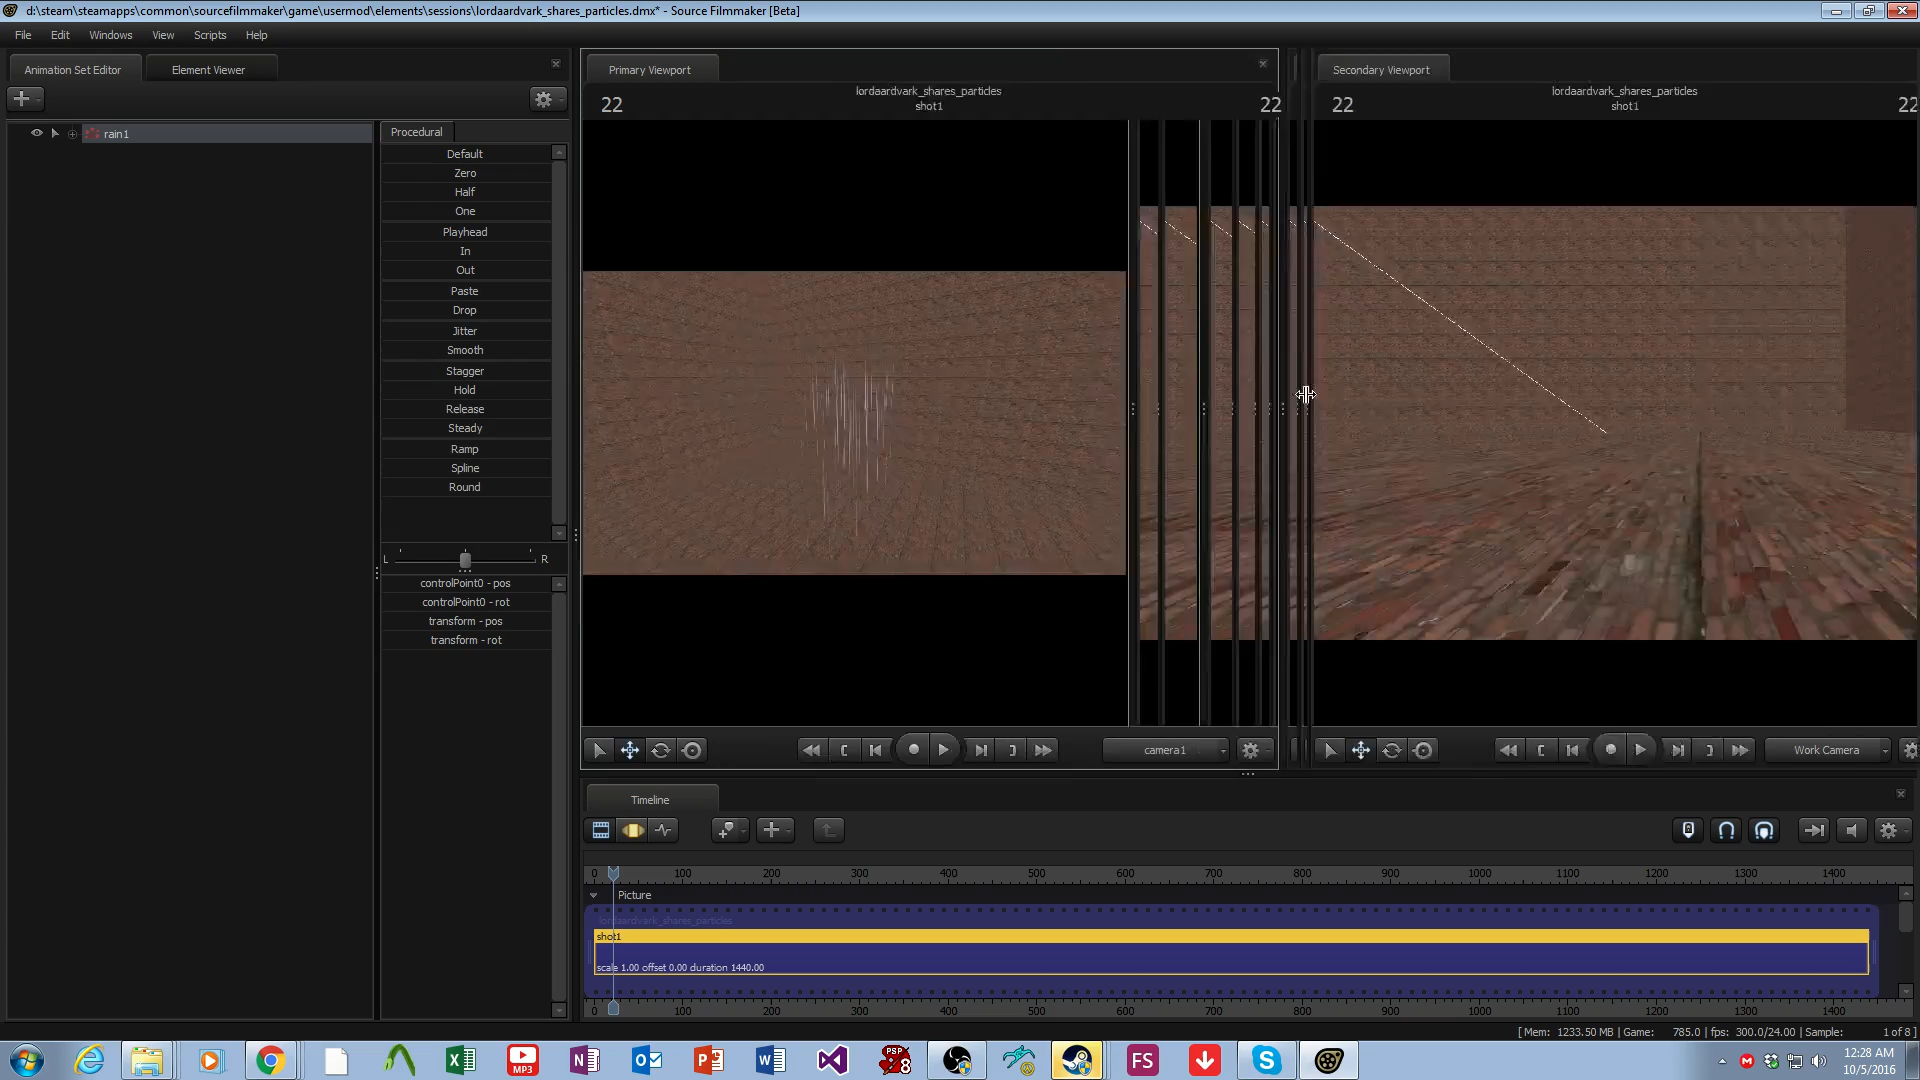 d:\steam\steamapps\common\sourcefilmmaker\game\usermod\elements\sessions\lordaardvark_shares_particles.dmx* - Source Filmmaker [Beta]
File Edit Windows View Scripts Help
Animation Set Editor Element Viewer
Primary Viewport
Secondary Viewport
22 lordaardvark_shares_particles 22
shot1
22 lordaardvark_shares_particles 22
shot1
rain1
Procedural
Default
Zero
Half
One
Playhead
In
Out
Paste
Drop
Jitter
Smooth
Stagger
Hold
Release
Steady
Ramp
Spline
Round
L R
controlPoint0 - pos
controlPoint0 - rot
transform - pos
transform - rot
camera1
Work Camera
Timeline
0 100 200 300 400 500 600 700 800 900 1000 1100 1200 1300 1400
Picture
lordaardvark_shares_particles
shot1
scale 1.00 offset 0.00 duration 1440.00
0 100 200 300 400 500 600 700 800 900 1000 1100 1200 1300 1400
[ Mem: 1233.50 MB | Game: 785.0 | fps: 300.0/24.00 | Sample: 1 of 8 ]
MP3
PSP
8
FS
12:28 AM
10/5/2016